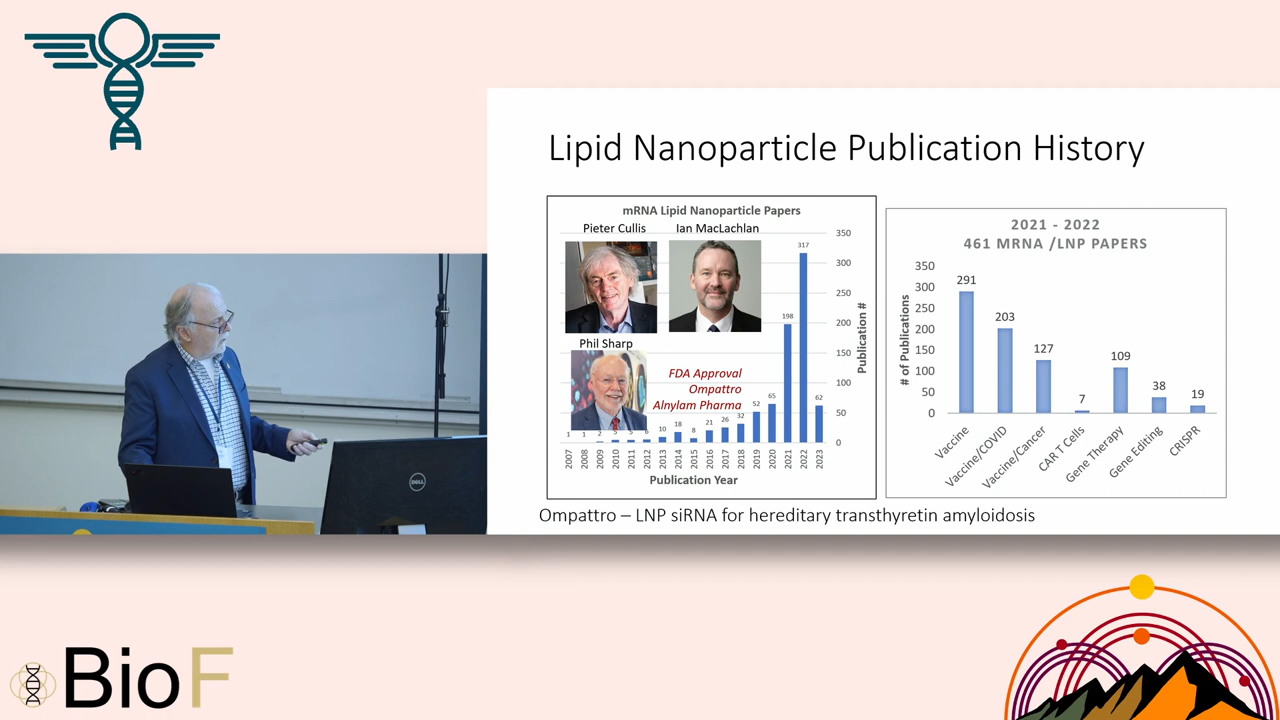 Lipid Nanoparticle Publication History
mRNA Lipid Nanoparticle Papers
Pieter Cullis
Ian MacLachlan
Phil Sharp
FDA Approval
Ompattro
Alnylam Pharma
350
300
250
200
150
100
50
0
Publication #
1
1
2
5
5
6
10
18
8
21
26
32
52
65
198
317
62
2007
2008
2009
2010
2011
2012
2013
2014
2015
2016
2017
2018
2019
2020
2021
2022
2023
Publication Year
2021 - 2022
461 MRNA /LNP PAPERS
350
300
250
200
150
100
50
0
# of Publications
291
203
127
7
109
38
19
Vaccine
Vaccine/COVID
Vaccine/Cancer
CAR T Cells
Gene Therapy
Gene Editing
CRISPR
Ompattro – LNP siRNA for hereditary transthyretin amyloidosis
DELL
BioF